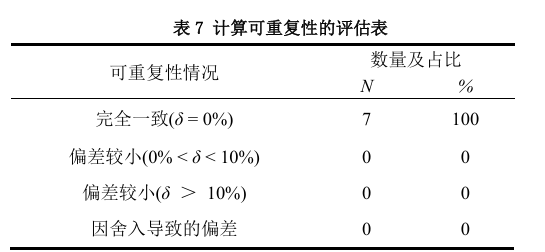 表 7 计算可重复性的评估表
可重复性情况 数量及占比
N %
完全一致(δ = 0%) 7 100
偏差较小(0% < δ < 10%) 0 0
偏差较小(δ ＞ 10%) 0 0
因舍入导致的偏差 0 0